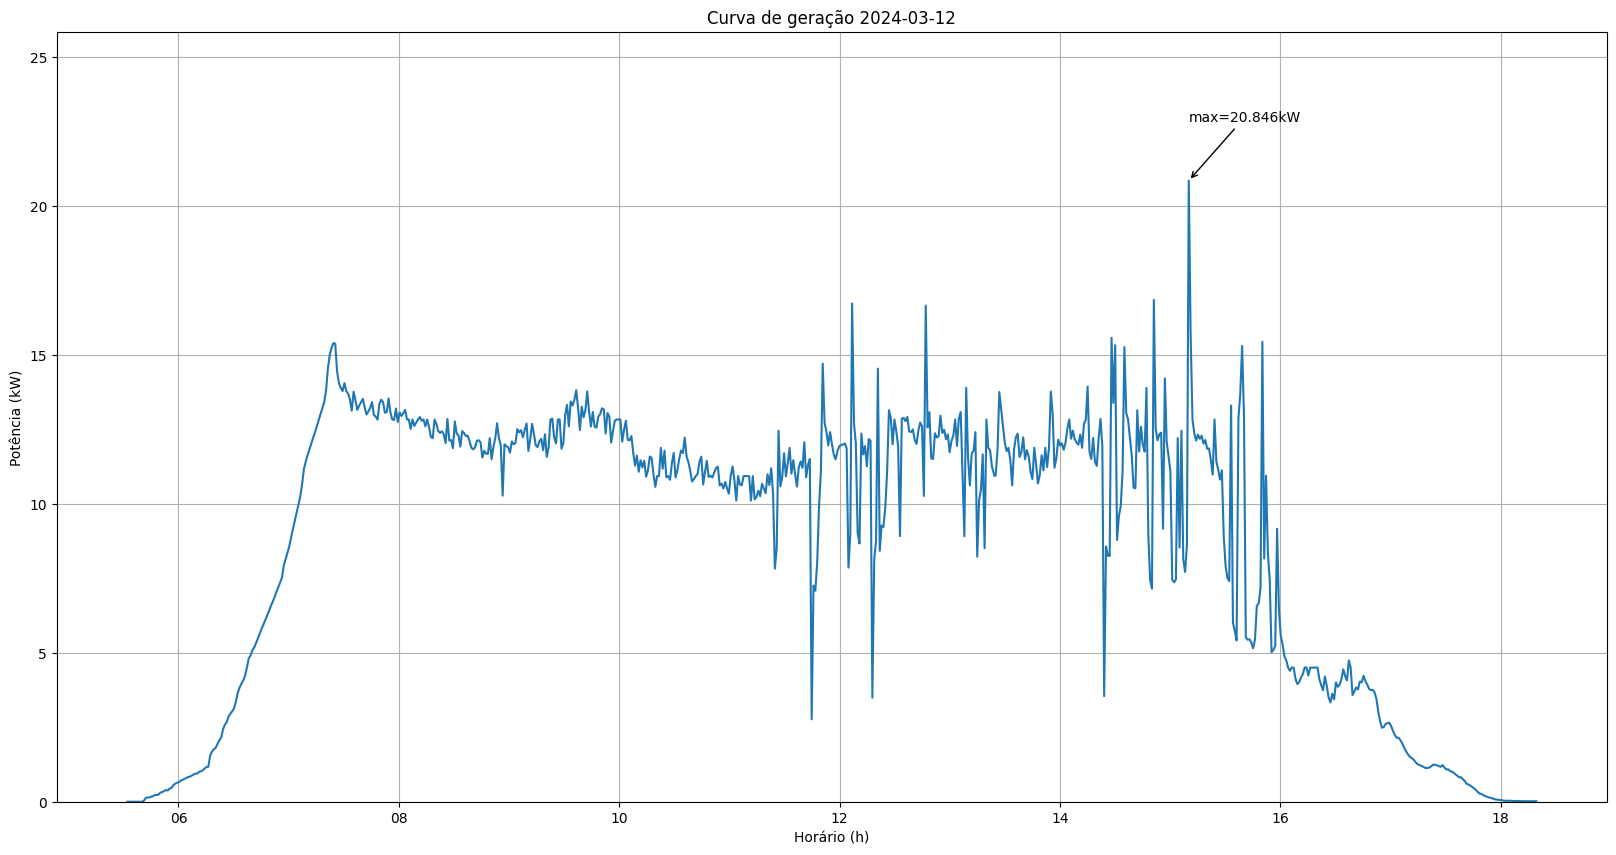 Curva de geração 2024-03-12
25
max=20.846kW
20
15
Potência (kW)
10
5
0
06 08 10 12 14 16 18
Horário (h)